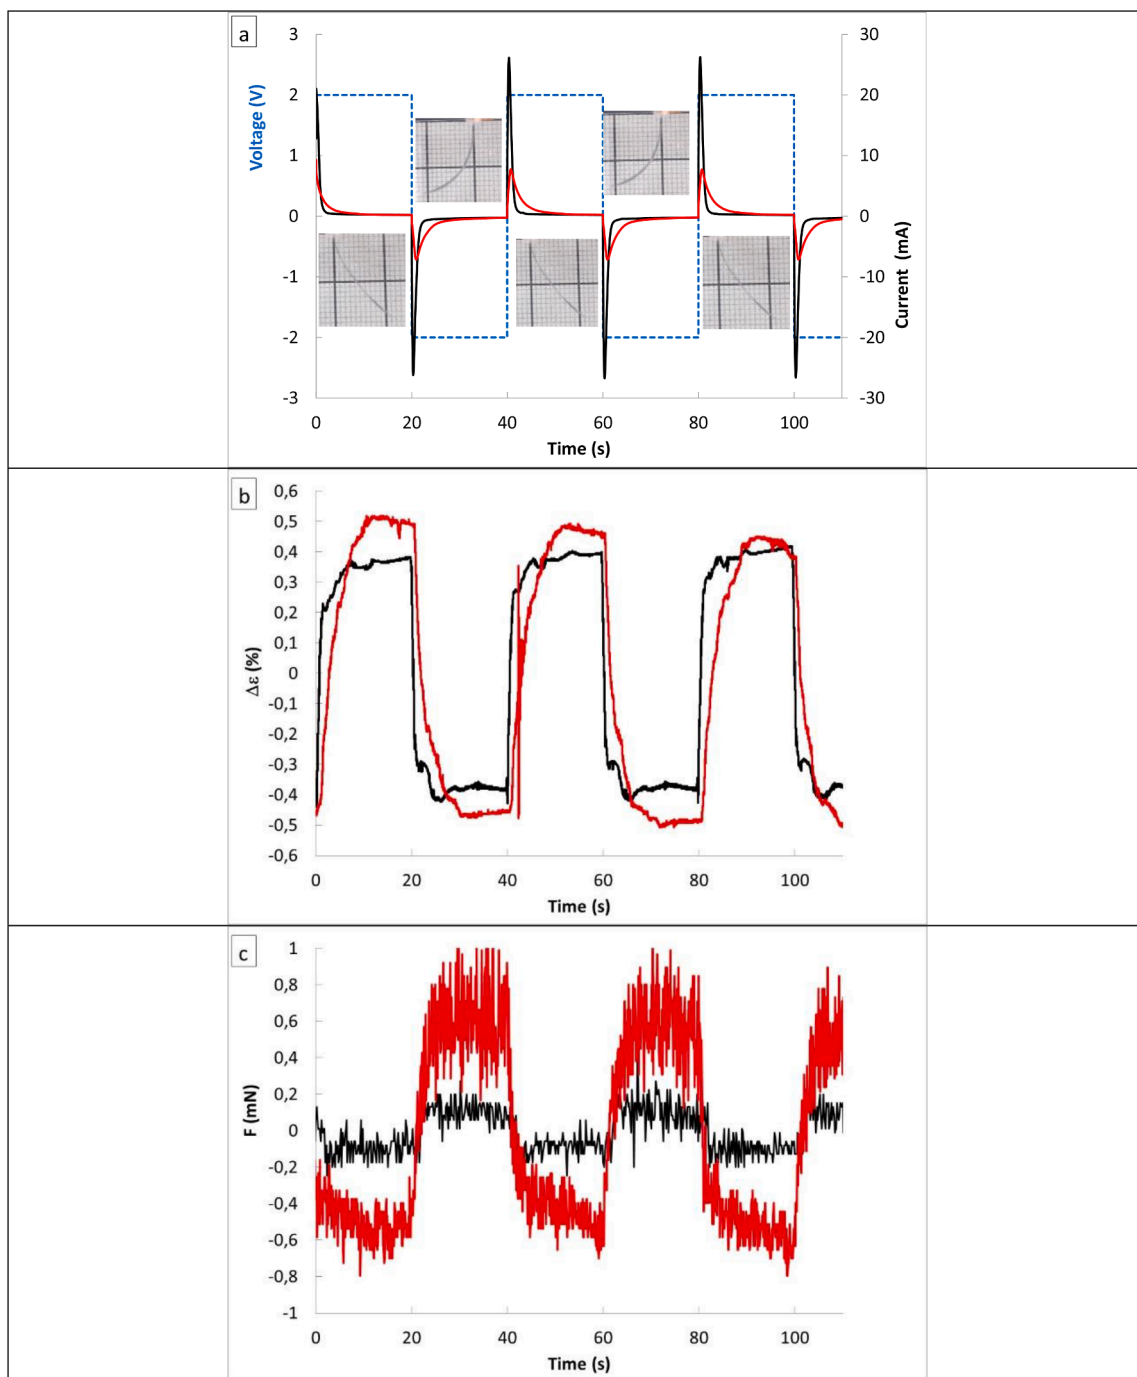 a
3
2
1
0
-1
-2
-3
Voltage (V)
30
20
10
0
-10
-20
-30
Current (mA)
0 20 40 60 80 100
Time (s)
b
0,6
0,5
0,4
0,3
0,2
0,1
0
-0,1
-0,2
-0,3
-0,4
-0,5
-0,6
Δε (%)
0 20 40 60 80 100
Time (s)
c
1
0,8
0,6
0,4
0,2
0
-0,2
-0,4
-0,6
-0,8
-1
F (mN)
0 20 40 60 80 100
Time (s)